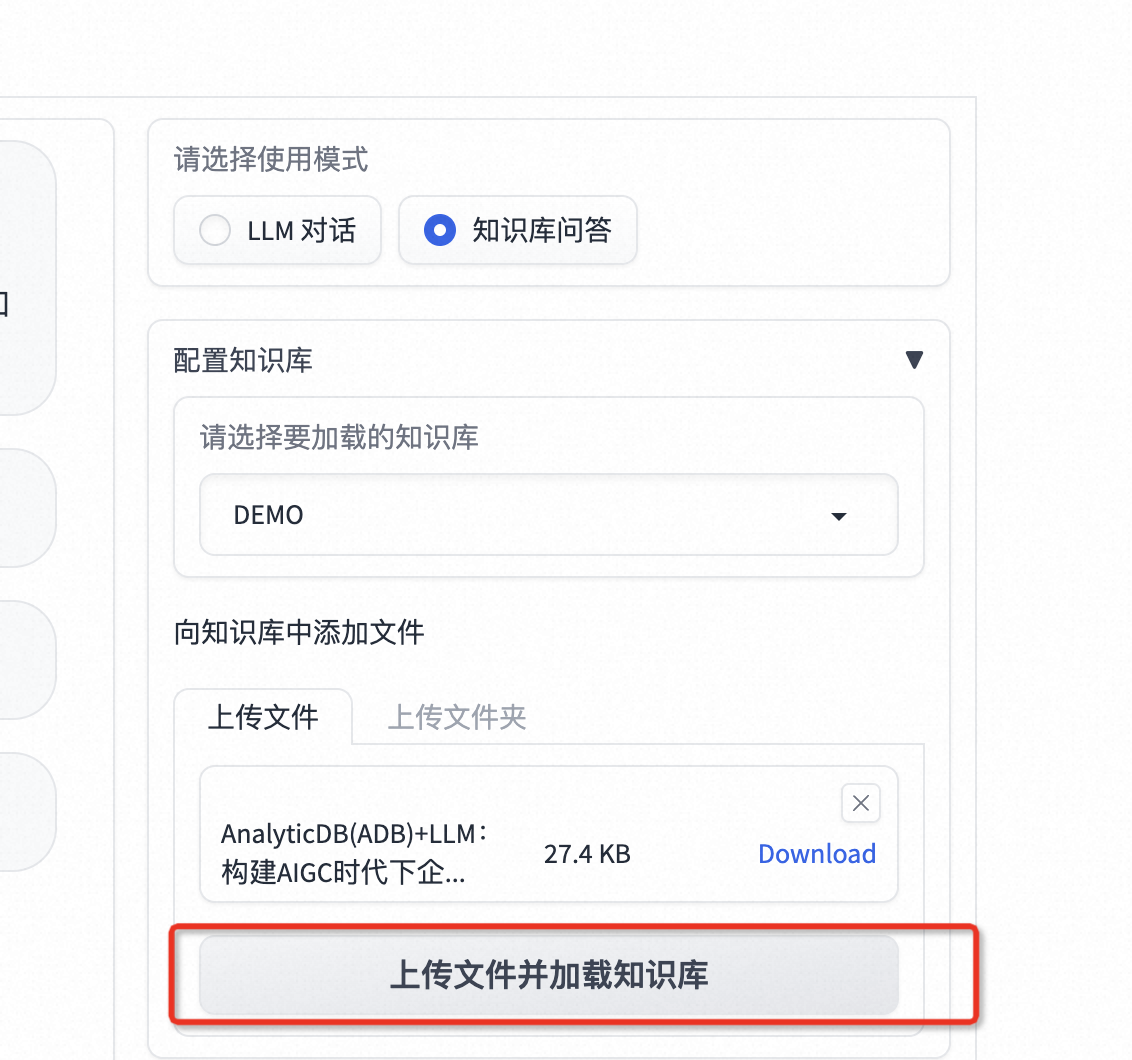 请选择使用模式
LLM 对话
知识库问答
配置知识库
请选择要加载的知识库
DEMO
向知识库中添加文件
上传文件
上传文件夹
AnalyticDB(ADB)+LLM：
构建AIGC时代下企...
27.4 KB
Download
上传文件并加载知识库